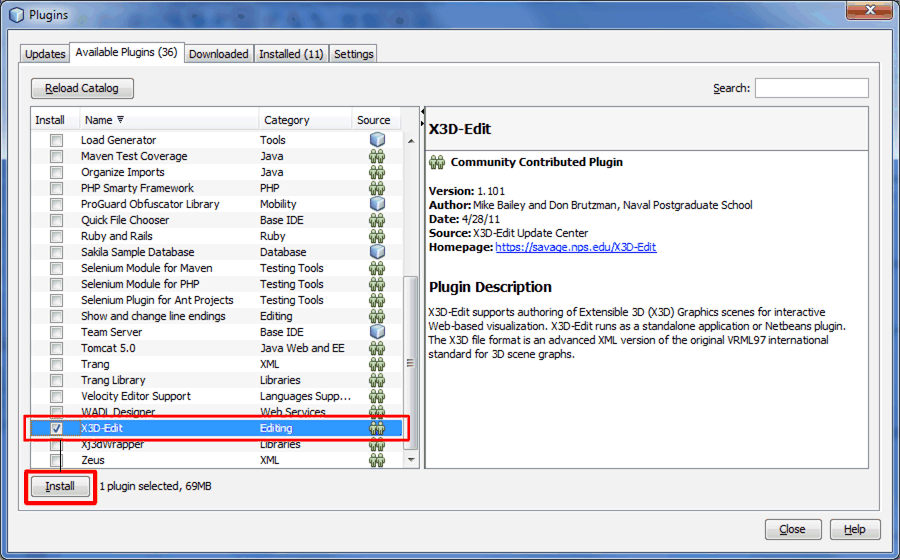 Plugins
Updates Available Plugins (36) Downloaded Installed (11) Settings
Reload Catalog Search:
Install Name Category Source
Load Generator Tools
Maven Test Coverage Java
Organize Imports Java
PHP Smarty Framework PHP
ProGuard Obfuscator Library Mobility
Quick File Chooser Base IDE
Ruby and Rails Ruby
Sakila Sample Database Database
Selenium Module for Maven Testing Tools
Selenium Module for PHP Testing Tools
Selenium Plugin for Ant Projects Testing Tools
Show and change line endings Editing
Team Server Base IDE
Tomcat 5.0 Java Web and EE
Trang XML
Trang Library Libraries
Velocity Editor Support Languages Supp...
WADL Designer Web Services
X3D-Edit Editing
Xj3dWrapper Libraries
Zeus XML
X3D-Edit
Community Contributed Plugin
Version: 1.101
Author: Mike Bailey and Don Brutzman, Naval Postgraduate School
Date: 4/28/11
Source: X3D-Edit Update Center
Homepage: https://savage.nps.edu/X3D-Edit
Plugin Description
X3D-Edit supports authoring of Extensible 3D (X3D) Graphics scenes for interactive
Web-based visualization. X3D-Edit runs as a standalone application or Netbeans plugin.
The X3D file format is an advanced XML version of the original VRML97 international
standard for 3D scene graphs.
Install 1 plugin selected, 69MB
Close Help